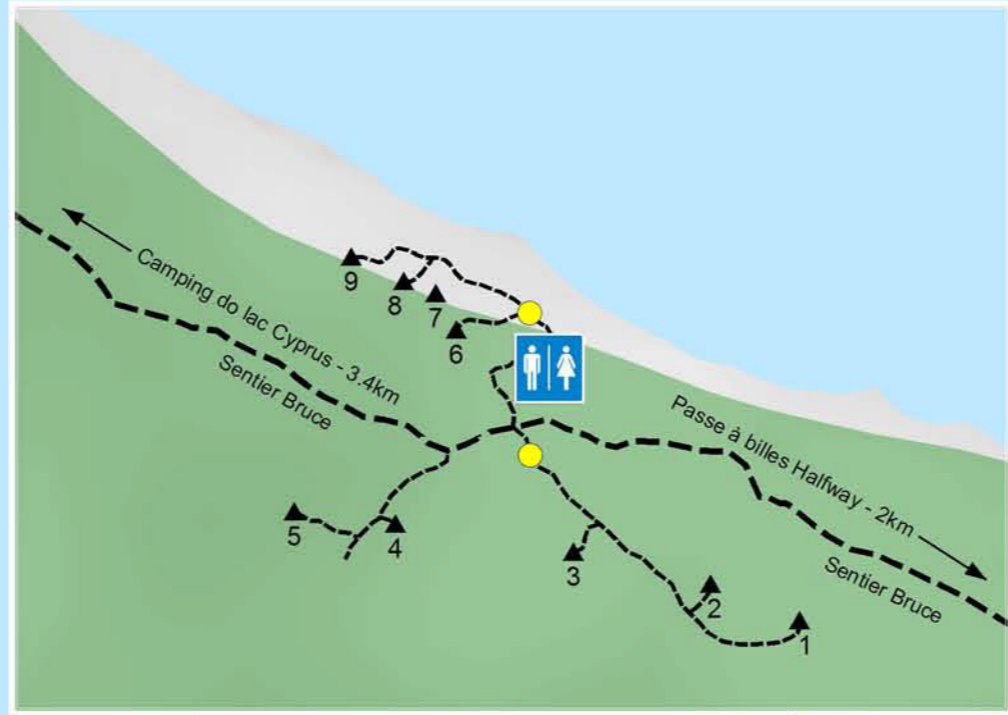 9
8
7
6
Camping do lac Cyprus - 3.4km
Sentier Bruce
Passe à billes Halfway - 2km
Sentier Bruce
5
4
3
2
1